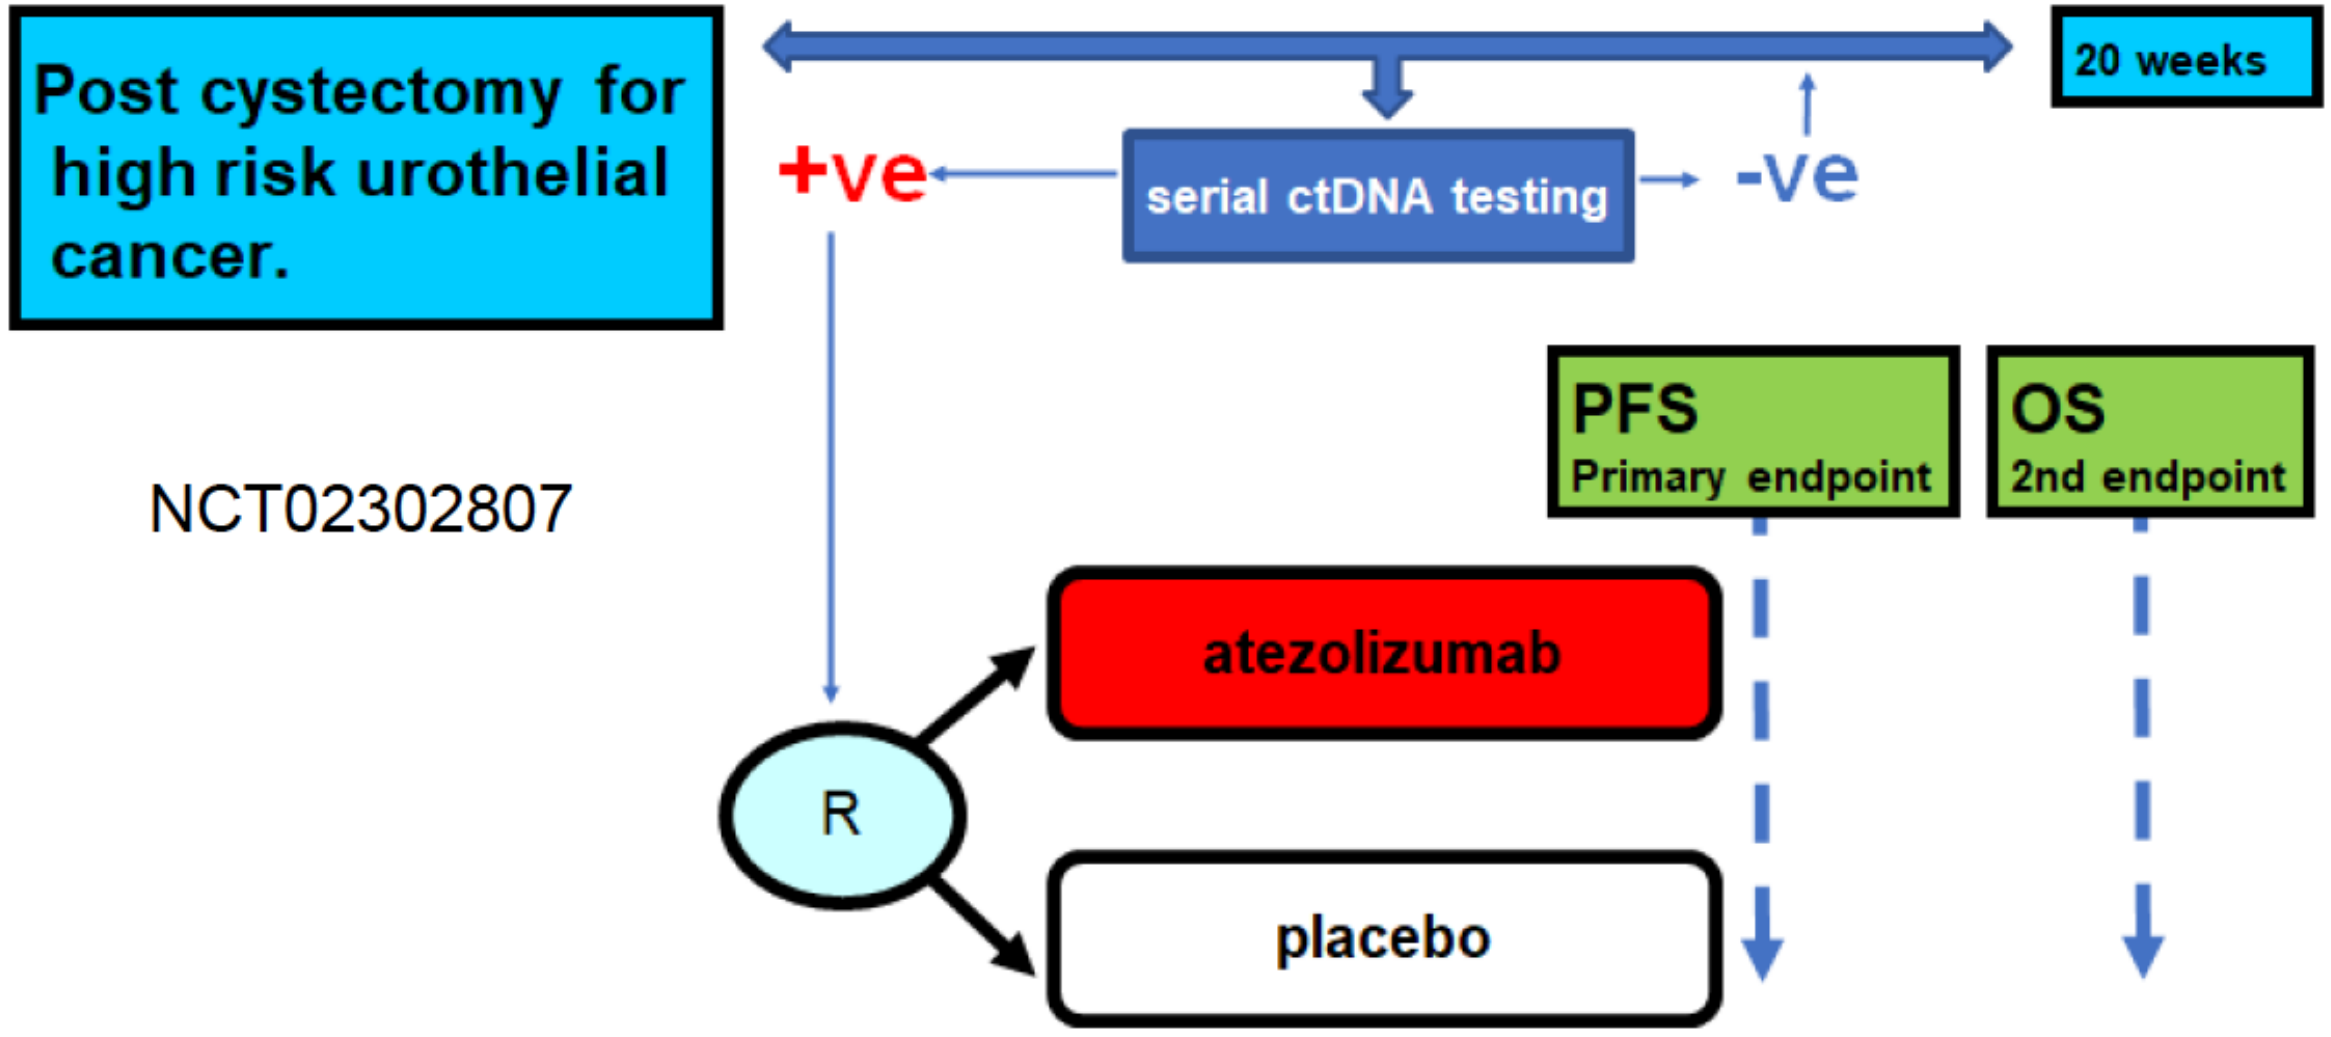 Post cystectomy for
high risk urothelial
cancer.
20 weeks
+ve
serial ctDNA testing
-ve
PFS
Primary endpoint
OS
2nd endpoint
NCT02302807
atezolizumab
R
placebo